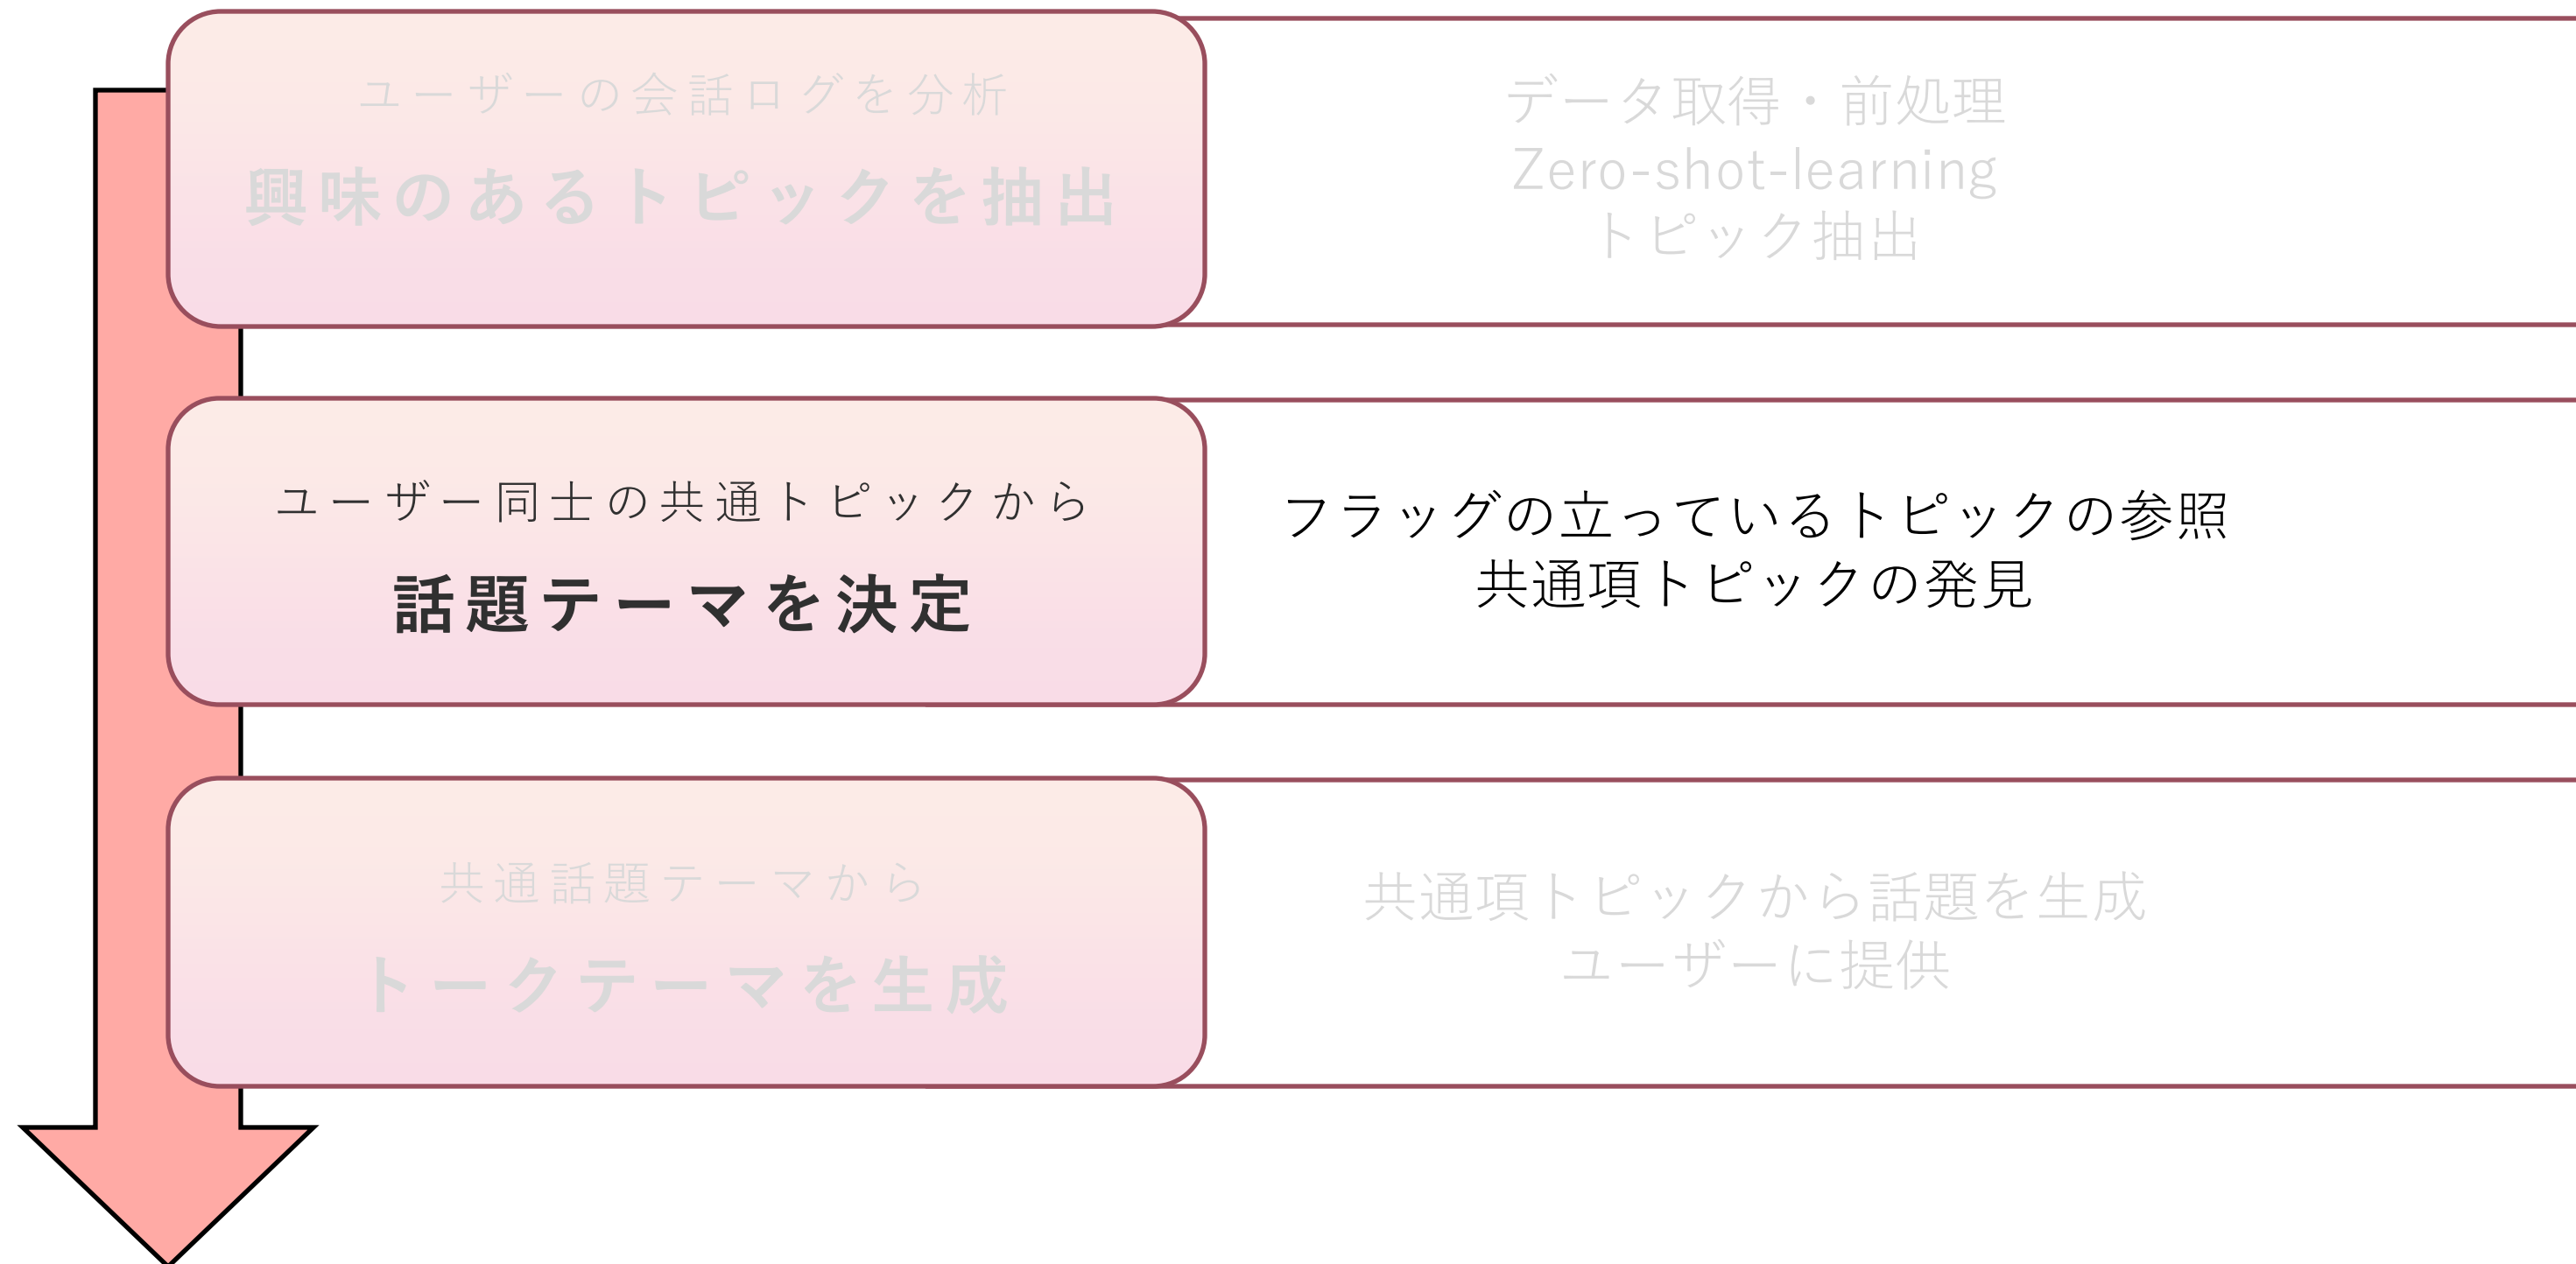 ユーザーの会話ログを分析
興味のあるトピックを抽出
データ取得・前処理
Zero-shot-learning
トピック抽出
ユーザー同士の共通トピックから
話題テーマを決定
フラッグの立っているトピックの参照
共通項トピックの発見
共通話題テーマから
トークテーマを生成
共通項トピックから話題を生成
ユーザーに提供